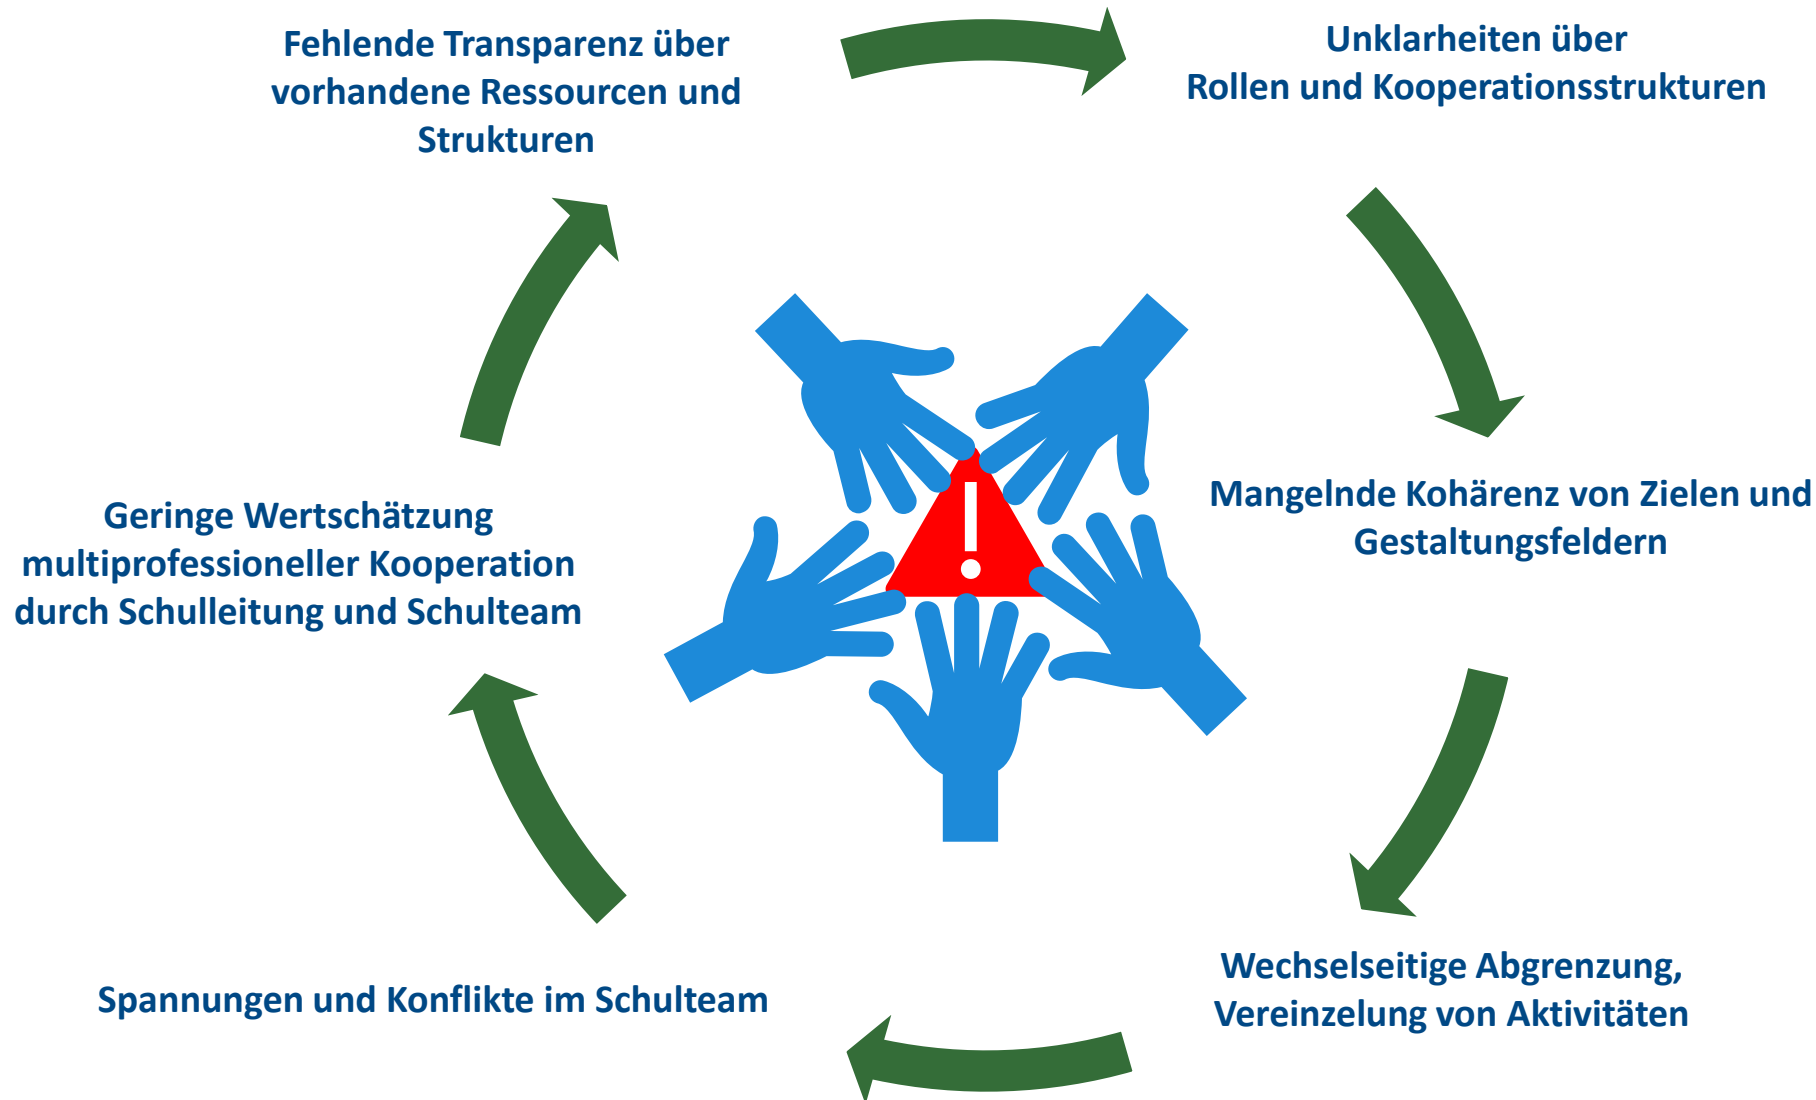 Fehlende Transparenz über
vorhandene Ressourcen und
Strukturen
Unklarheiten über
Rollen und Kooperationsstrukturen
Mangelnde Kohärenz von Zielen und
Gestaltungsfeldern
Wechselseitige Abgrenzung,
Vereinzelung von Aktivitäten
Spannungen und Konflikte im Schulteam
Geringe Wertschätzung
multiprofessioneller Kooperation
durch Schulleitung und Schulteam
!